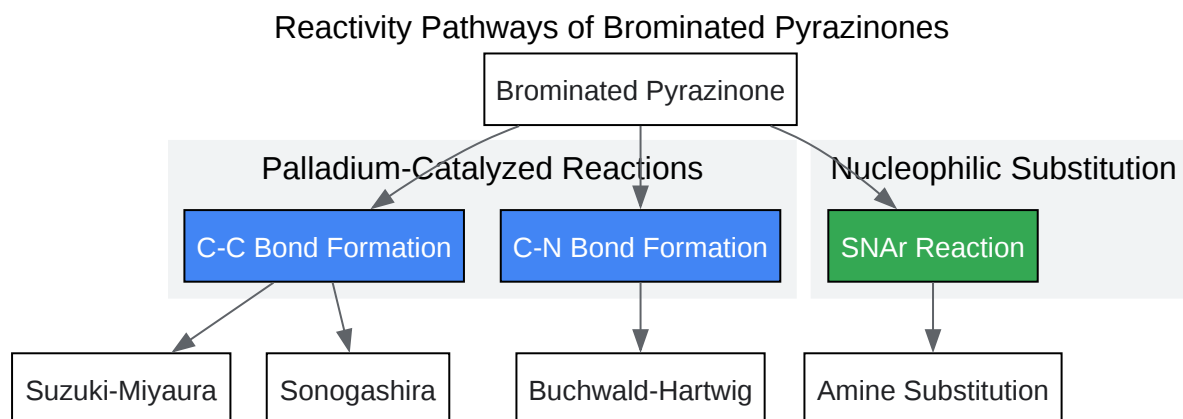 Reactivity Pathways of Brominated Pyrazinones
Brominated Pyrazinone
Palladium-Catalyzed Reactions
Nucleophilic Substitution
C-C Bond Formation
C-N Bond Formation
SNAr Reaction
Suzuki-Miyaura
Sonogashira
Buchwald-Hartwig
Amine Substitution